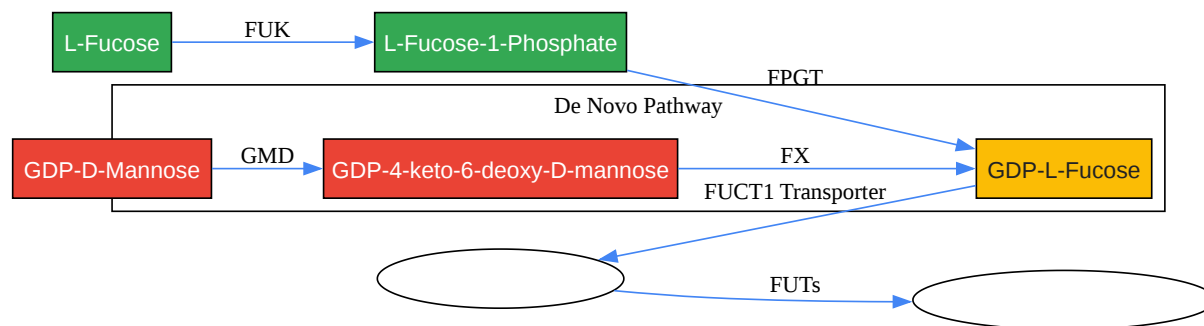 L-Fucose
FUK
L-Fucose-1-Phosphate
FPGT
De Novo Pathway
GDP-D-Mannose
GMD
GDP-4-keto-6-deoxy-D-mannose
FX
GDP-L-Fucose
FUCT1 Transporter
FUTs